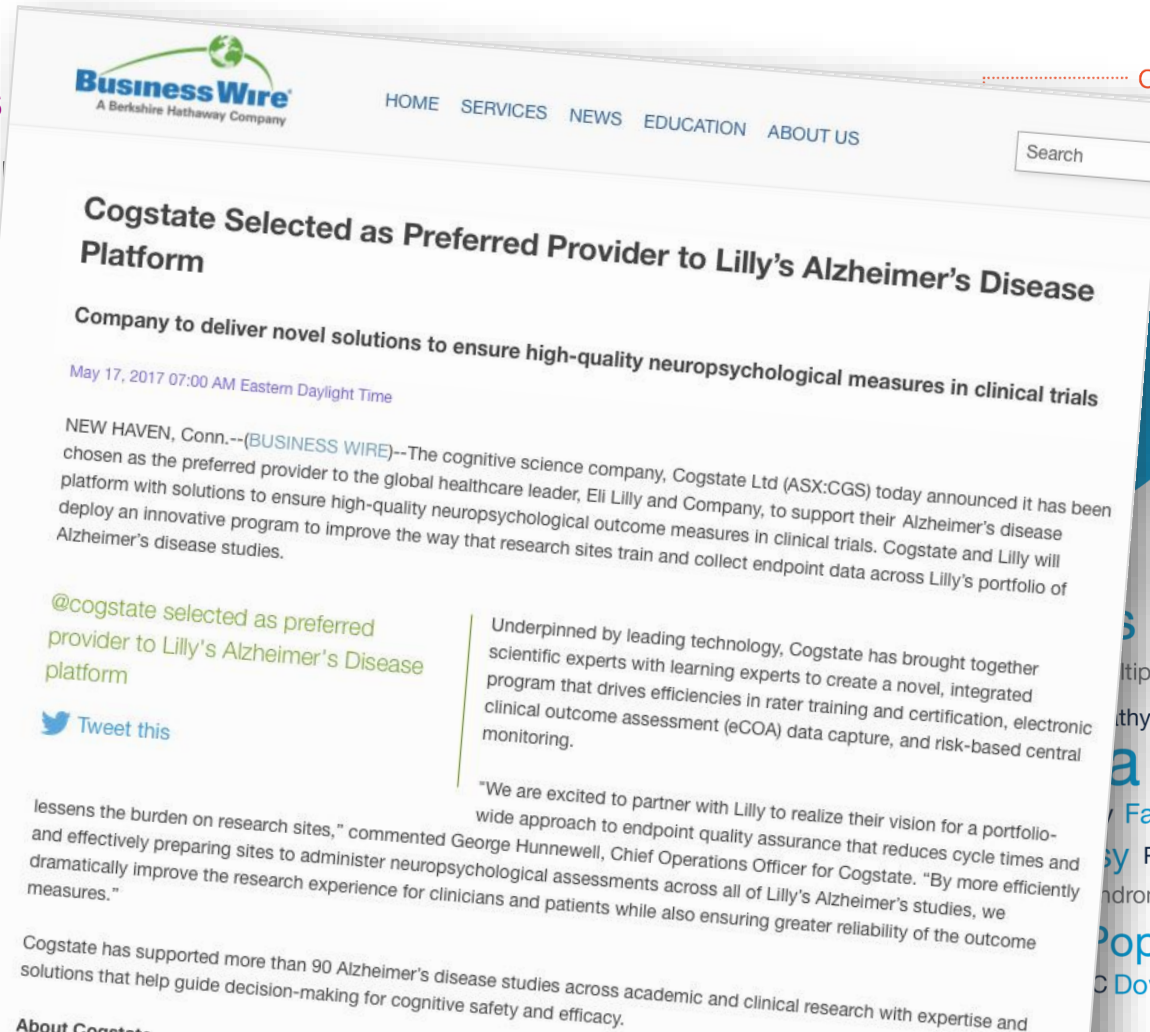 BusinessWire
A Berkshire Hathaway Company
HOME SERVICES NEWS EDUCATION ABOUT US
Search
Cogstate Selected as Preferred Provider to Lilly’s Alzheimer’s Disease
Platform
Company to deliver novel solutions to ensure high-quality neuropsychological measures in clinical trials
May 17, 2017 07:00 AM Eastern Daylight Time
NEW HAVEN, Conn.--(BUSINESS WIRE)--The cognitive science company, Cogstate Ltd (ASX:CGS) today announced it has been
chosen as the preferred provider to the global healthcare leader, Eli Lilly and Company, to support their Alzheimer’s disease
platform with solutions to ensure high-quality neuropsychological outcome measures in clinical trials. Cogstate and Lilly will
deploy an innovative program to improve the way that research sites train and collect endpoint data across Lilly’s portfolio of
Alzheimer’s disease studies.
@cogstate selected as preferred
provider to Lilly's Alzheimer's Disease
platform
Tweet this
Underpinned by leading technology, Cogstate has brought together
scientific experts with learning experts to create a novel, integrated
program that drives efficiencies in rater training and certification, electronic
clinical outcome assessment (eCOA) data capture, and risk-based central
monitoring.
“We are excited to partner with Lilly to realize their vision for a portfolio-
wide approach to endpoint quality assurance that reduces cycle times and
lessens the burden on research sites,” commented George Hunnewell, Chief Operations Officer for Cogstate. “By more efficiently
and effectively preparing sites to administer neuropsychological assessments across all of Lilly’s Alzheimer’s studies, we
dramatically improve the research experience for clinicians and patients while also ensuring greater reliability of the outcome
measures.”
Cogstate has supported more than 90 Alzheimer’s disease studies across academic and clinical research with expertise and
solutions that help guide decision-making for cognitive safety and efficacy.
About Cogstate